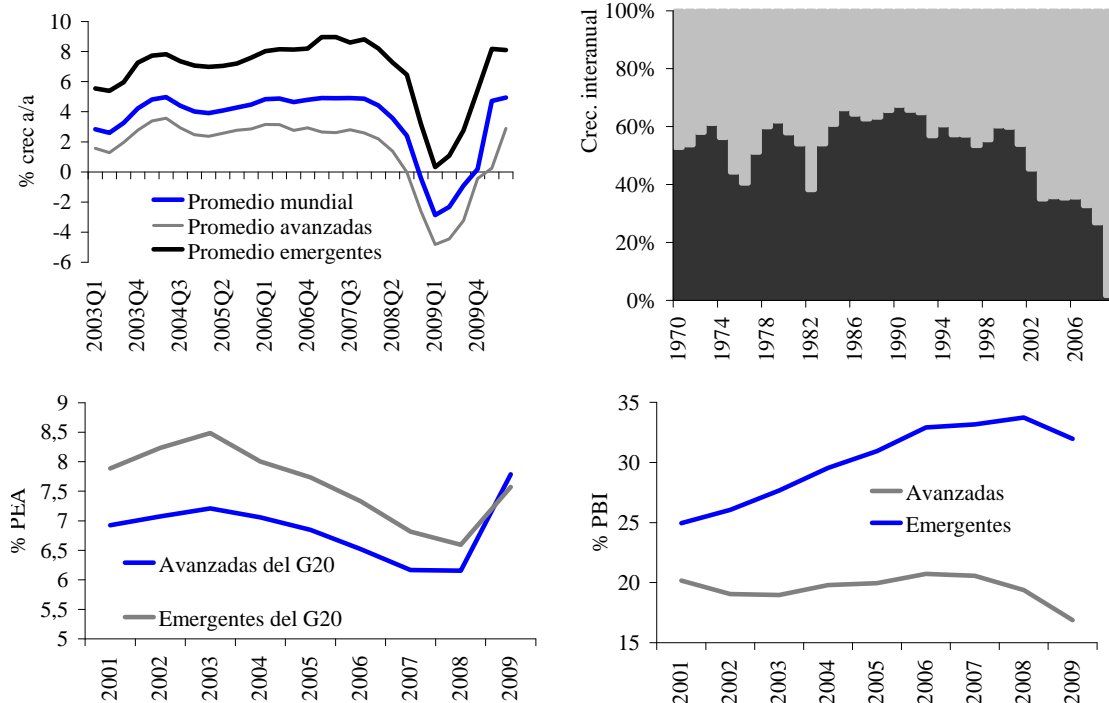 % crec a/a
10
8
6
4
2
0
-2
-4
-6
Promedio mundial
Promedio avanzadas
Promedio emergentes
2003Q1
2003Q4
2004Q3
2005Q2
2006Q1
2006Q4
2007Q3
2008Q2
2009Q1
2009Q4
Crec. interanual
100%
80%
60%
40%
20%
0%
1970
1974
1978
1982
1986
1990
1994
1998
2002
2006
% PEA
9
8,5
8
7,5
7
6,5
6
5,5
5
Avanzadas del G20
Emergentes del G20
2001
2002
2003
2004
2005
2006
2007
2008
2009
% PBI
35
30
25
20
15
Avanzadas
Emergentes
2001
2002
2003
2004
2005
2006
2007
2008
2009